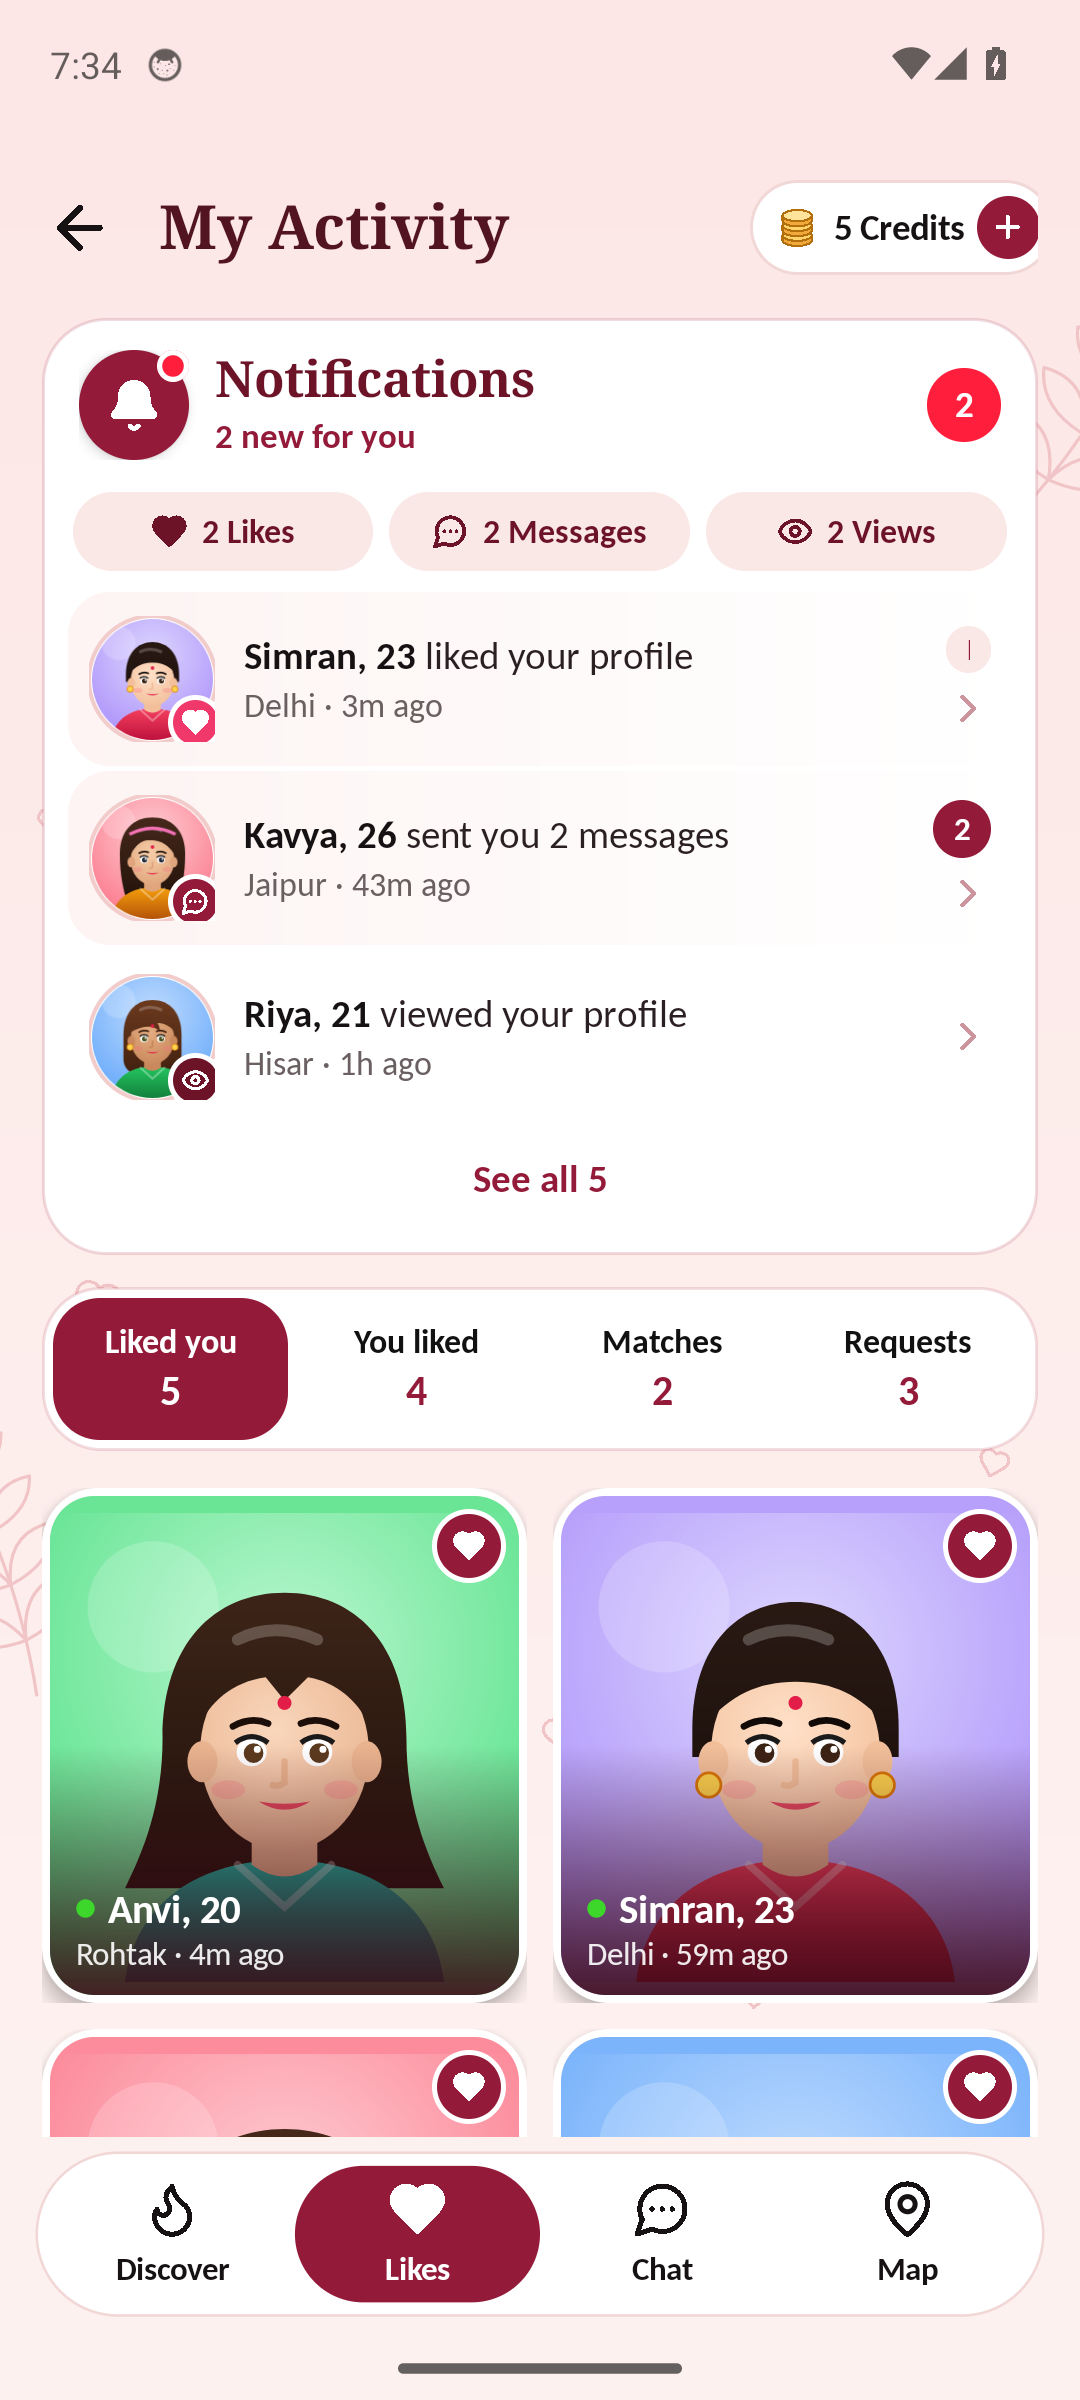 7:34
My Activity
5 Credits
Notifications
2 new for you
2
2 Likes
2 Messages
2 Views
Simran, 23 liked your profile
Delhi · 3m ago
Kavya, 26 sent you 2 messages
Jaipur · 43m ago
2
Riya, 21 viewed your profile
Hisar · 1h ago
See all 5
Liked you
5
You liked
4
Matches
2
Requests
3
Anvi, 20
Rohtak · 4m ago
Simran, 23
Delhi · 59m ago
Discover
Likes
Chat
Map